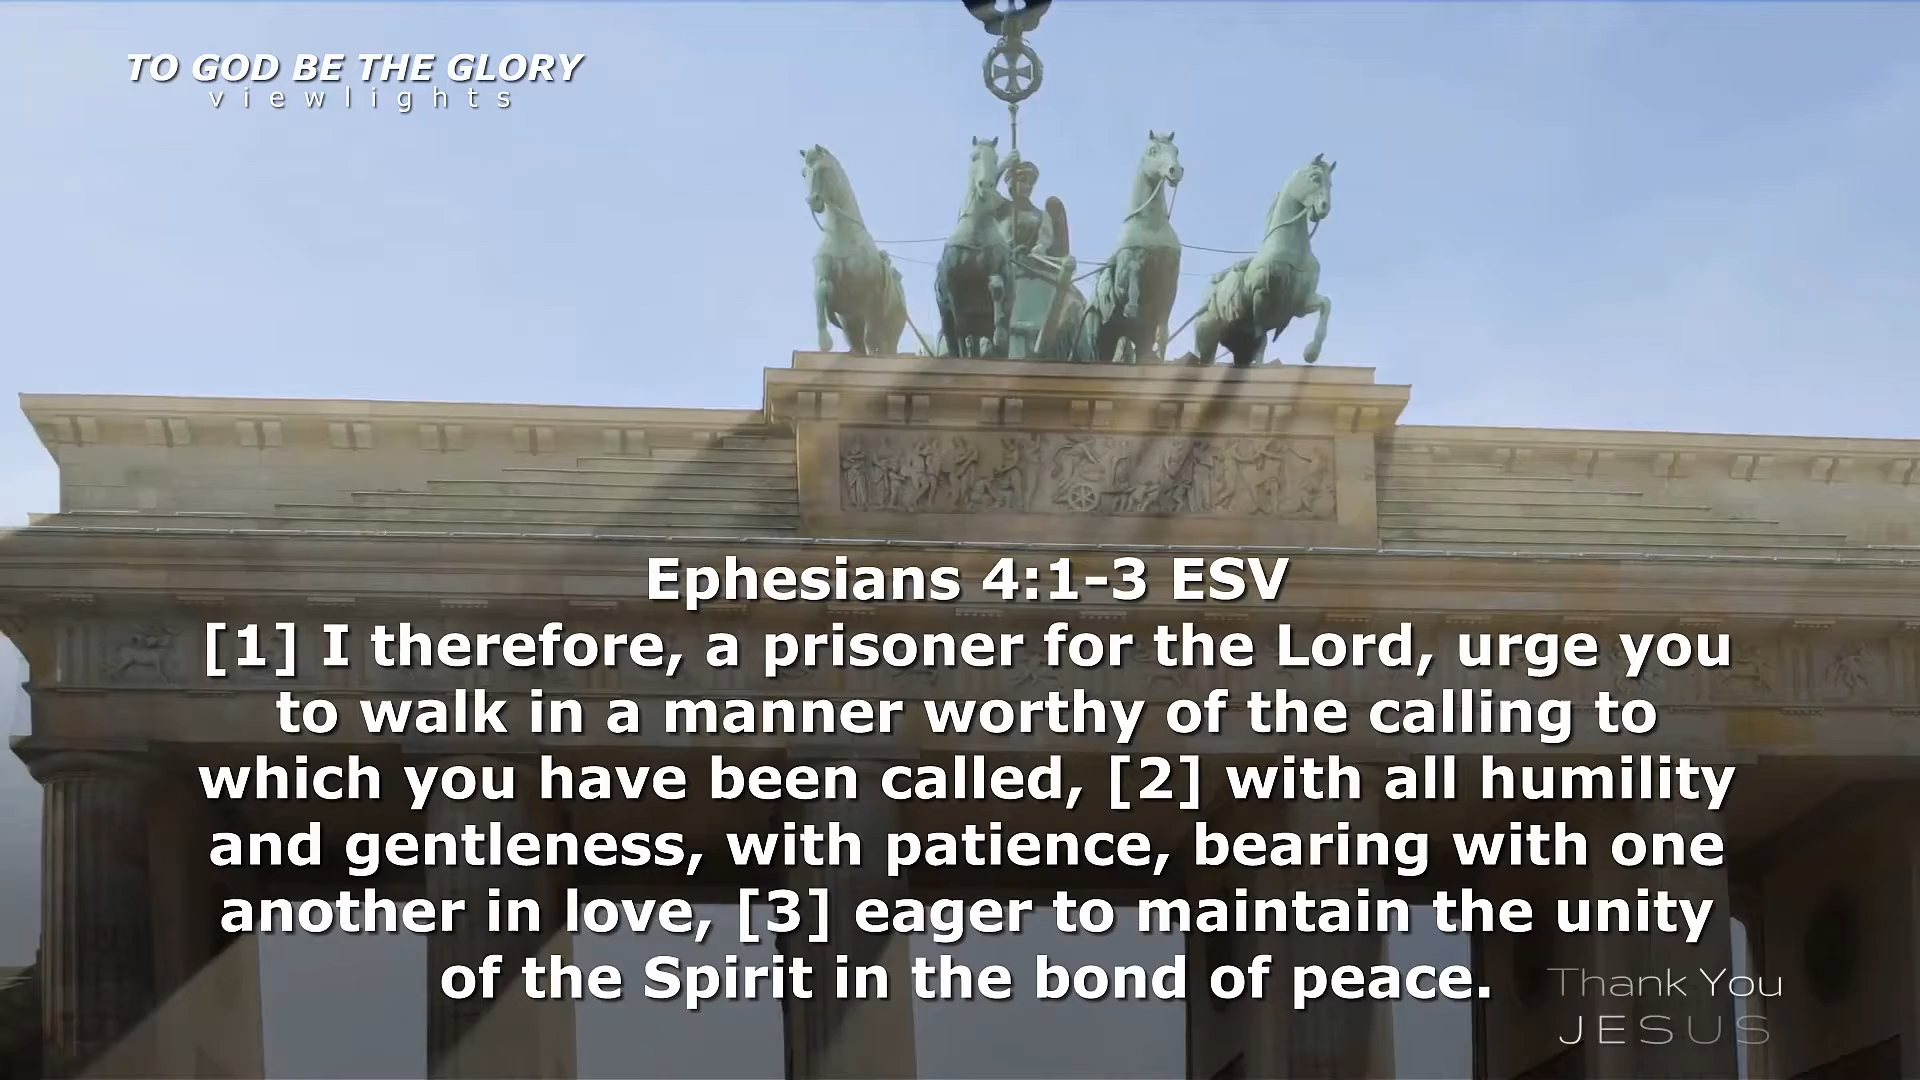 TO GOD BE THE GLORY
viewlights
Ephesians 4:1-3 ESV
[1] I therefore, a prisoner for the Lord, urge you
to walk in a manner worthy of the calling to
which you have been called, [2] with all humility
and gentleness, with patience, bearing with one
another in love, [3] eager to maintain the unity
of the Spirit in the bond of peace.
Thank You
JESUS